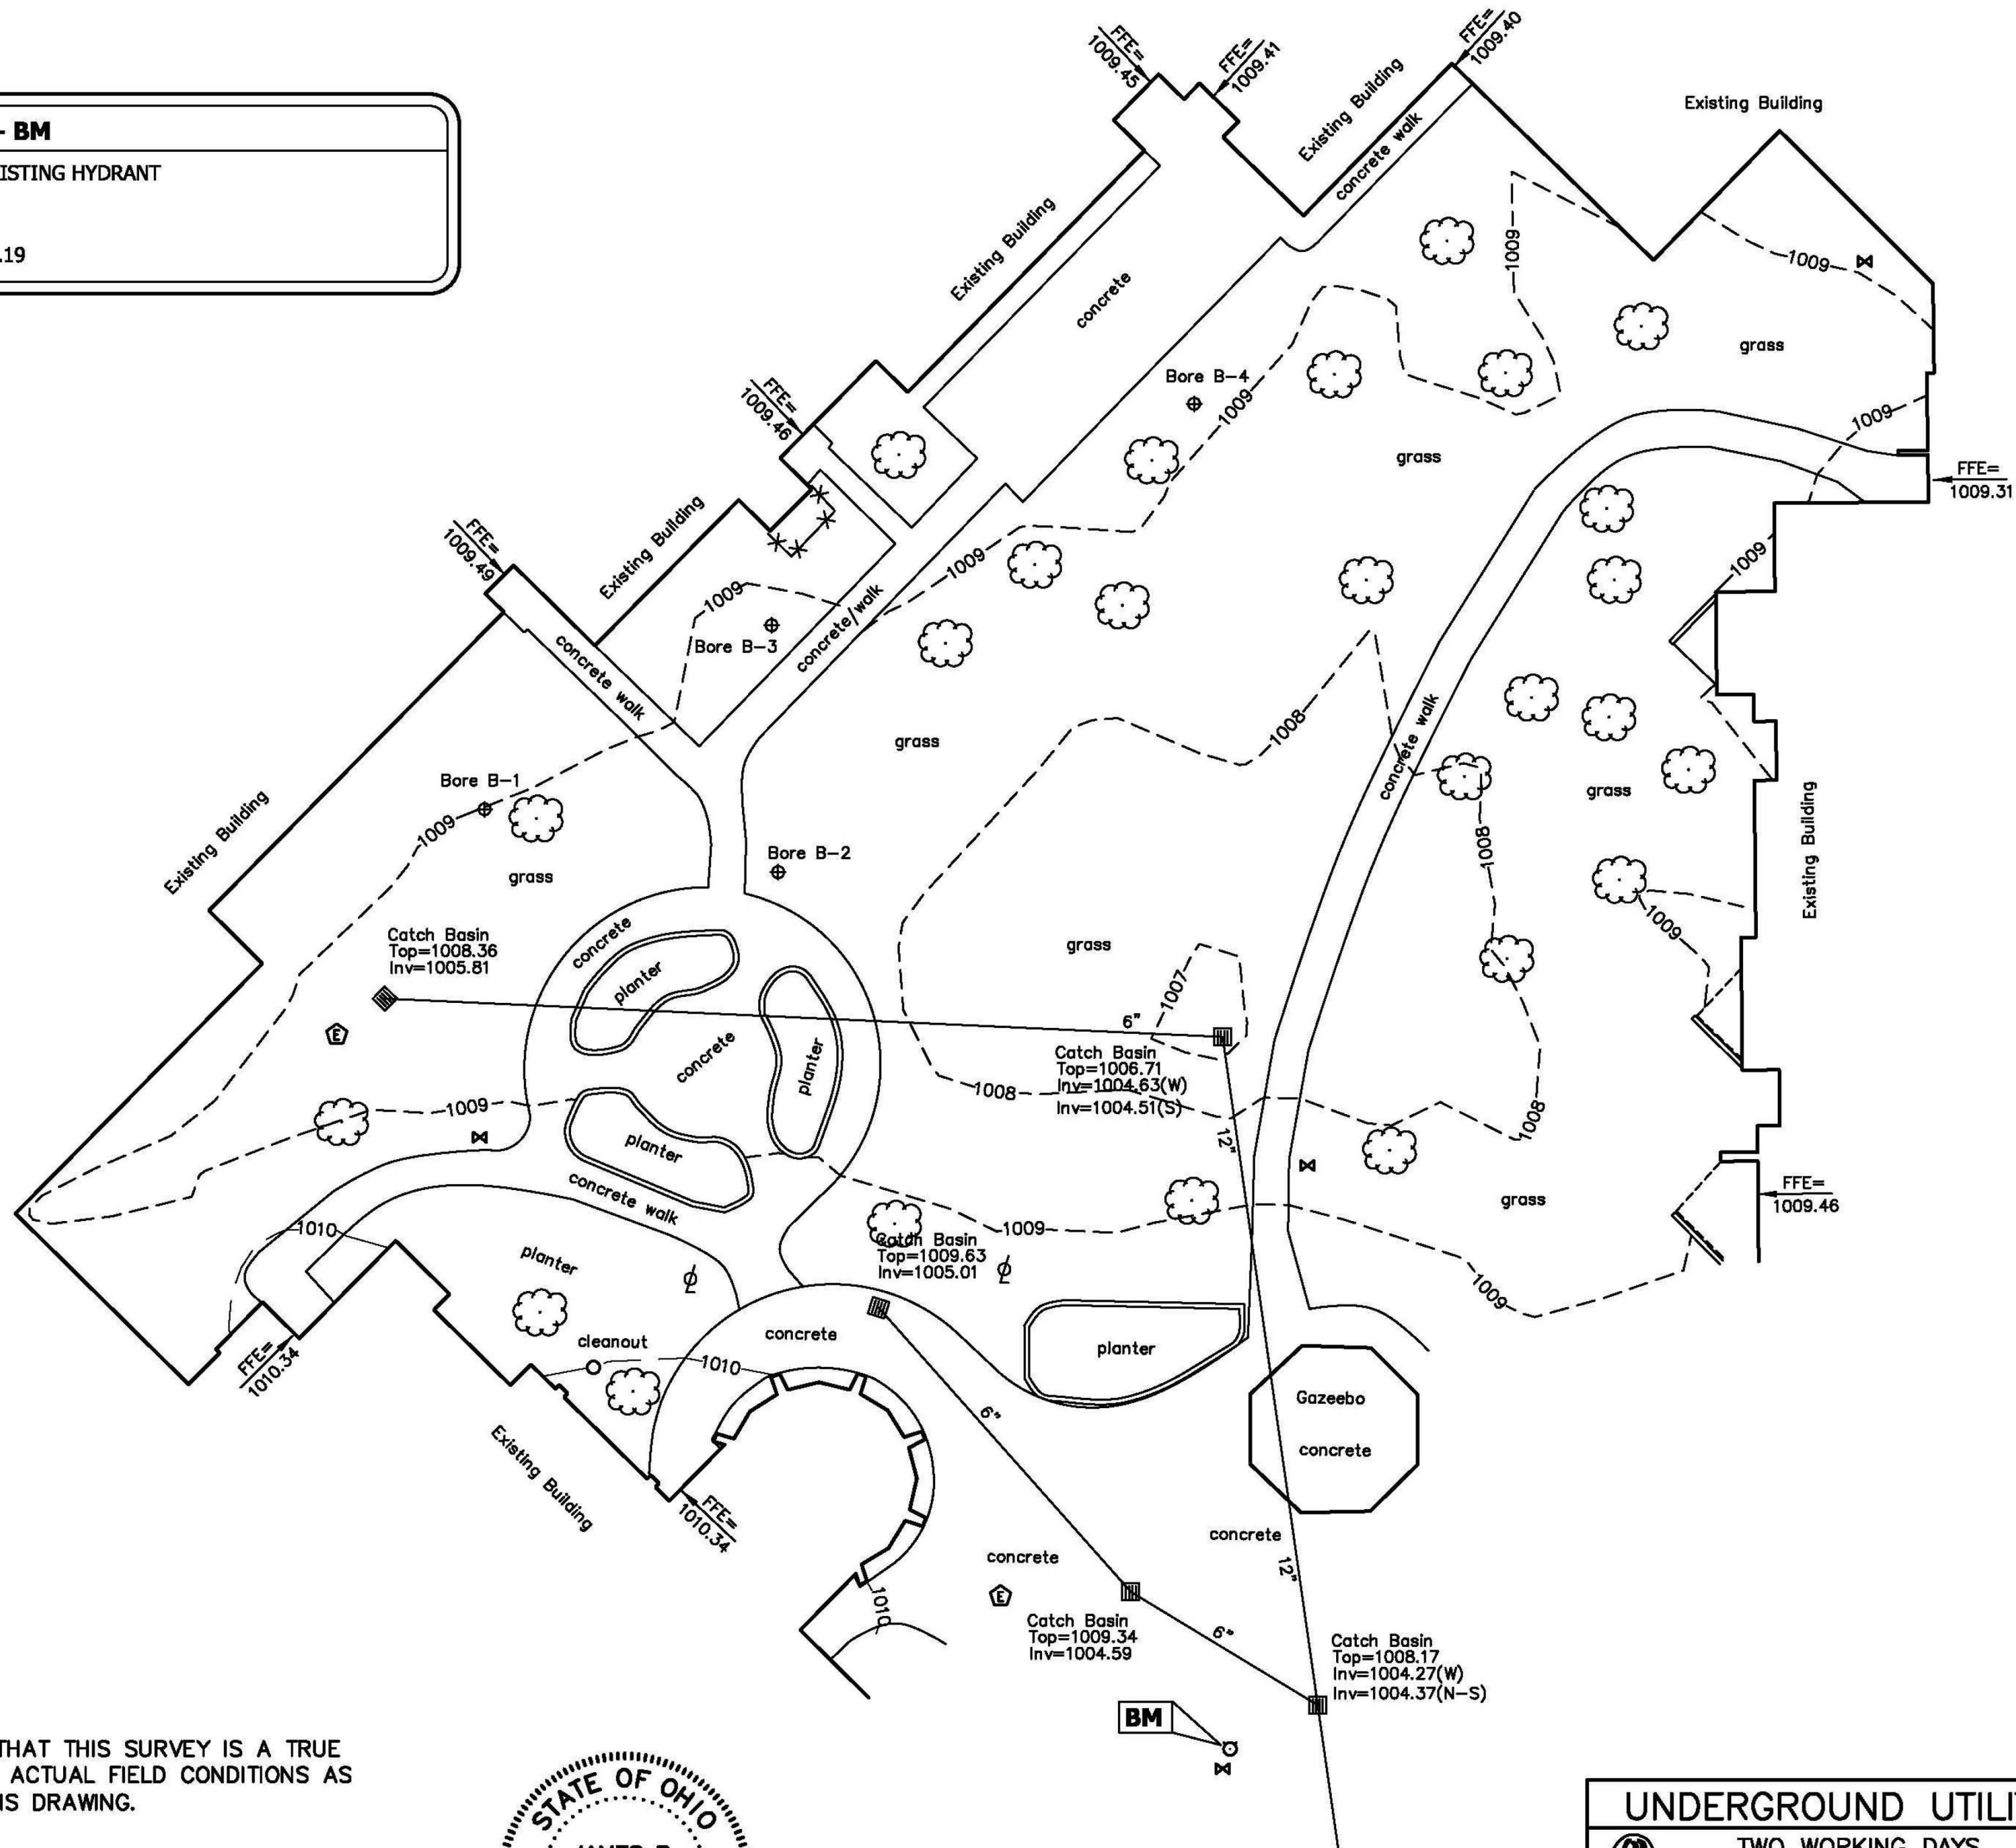 - BM
ISTING HYDRANT
.19
FFE=
1009.45
FFE=
1009.41
FFE=
1009.40
Existing Building
concrete walk
Existing Building
Existing Building
concrete
1009
1009
grass
Bore B-4
1009
FFE=
1009.46
grass
1009
FFE=
1009.31
FFE=
1009.49
Existing Building
1009
1009
1009
Bore B-3
concrete/walk
concrete walk
grass
1008
concrete walk
grass
Existing Building
Bore B-1
1009
Existing Building
grass
Bore B-2
1008
1009
Catch Basin
Top=1008.36
Inv=1005.81
concrete
planter
grass
1007
6"
concrete
planter
Catch Basin
Top=1006.71
Inv=1004.63(W)
Inv=1004.51(S)
1008
1009
1008
12"
planter
concrete walk
grass
FFE=
1009.46
1010
1009
planter
Catch Basin
Top=1009.63
Inv=1005.01
1009
cleanout
concrete
1010
planter
FFE=
1010.34
Gazeebo
concrete
6"
Existing Building
FFE=
1010.34
concrete
concrete
12"
E
E
1010
Catch Basin
Top=1009.34
Inv=1004.59
6"
Catch Basin
Top=1008.17
Inv=1004.27(W)
Inv=1004.37(N-S)
BM
THAT THIS SURVEY IS A TRUE
ACTUAL FIELD CONDITIONS AS
IS DRAWING.
STATE OF OHIO
UNDERGROUND UTILI
TWO WORKING DAYS